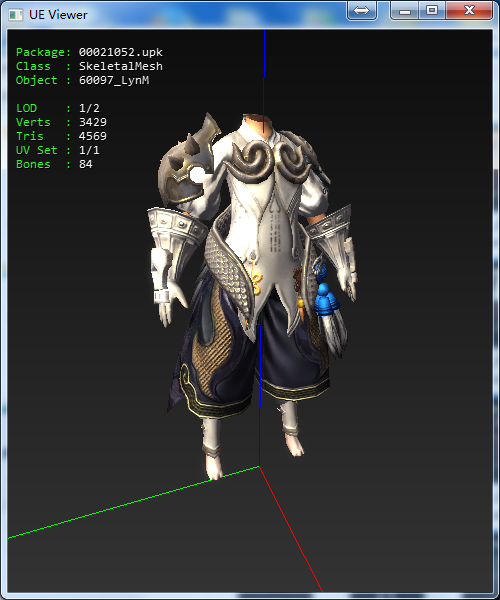 UE Viewer
Package: 00021052.upk
Class : SkeletalMesh
Object : 60097_LynM
LOD : 1/2
Verts : 3429
Tris : 4569
UV Set : 1/1
Bones : 84